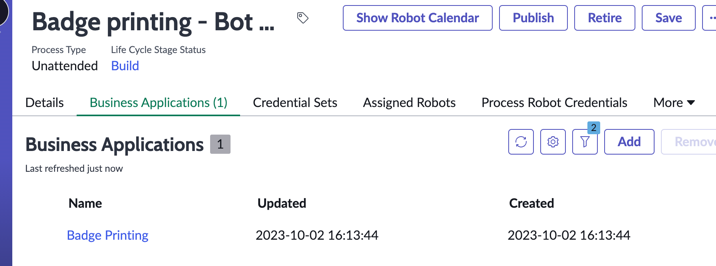 Badge printing - Bot ...
Show Robot Calendar Publish Retire Save
Process Type Life Cycle Stage Status
Unattended Build
Details Business Applications (1) Credential Sets Assigned Robots Process Robot Credentials More
Business Applications 1
2 Add Remove
Last refreshed just now
Name Updated Created
Badge Printing 2023-10-02 16:13:44 2023-10-02 16:13:44